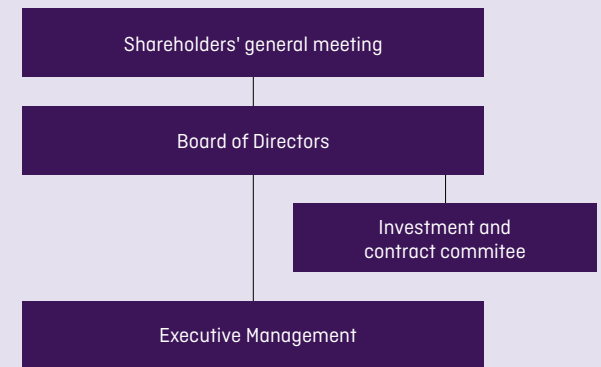 Shareholders' general meeting
Board of Directors
Investment and
contract commitee
Executive Management